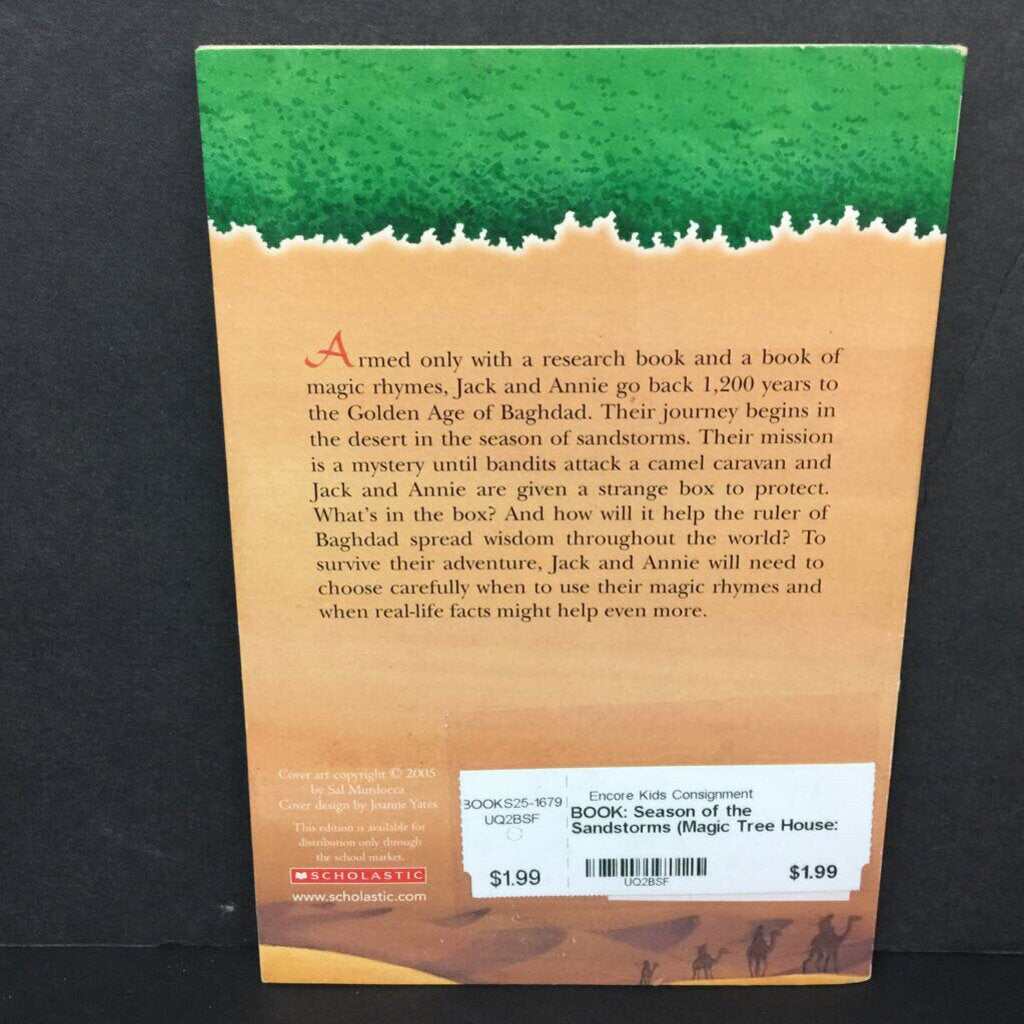 Armed only with a research book and a book of
magic rhymes, Jack and Annie go back 1,200 years to
the Golden Age of Baghdad. Their journey begins in
the desert in the season of sandstorms. Their mission
is a mystery until bandits attack a camel caravan and
Jack and Annie are given a strange box to protect.
What's in the box? And how will it help the ruler of
Baghdad spread wisdom throughout the world? To
survive their adventure, Jack and Annie will need to
choose carefully when to use their magic rhymes and
when real-life facts might help even more.
Cover art copyright © 2005
by Sal Murdocca
Cover design by Joanne Yates
This edition is available for
distribution only through
the school market.
SCHOLASTIC
www.scholastic.com
BOOKS25-1679
UQ2BSF
$1.99
Encore Kids Consignment
BOOK: Season of the
Sandstorms (Magic Tree House:
UQ2BSF
$1.99